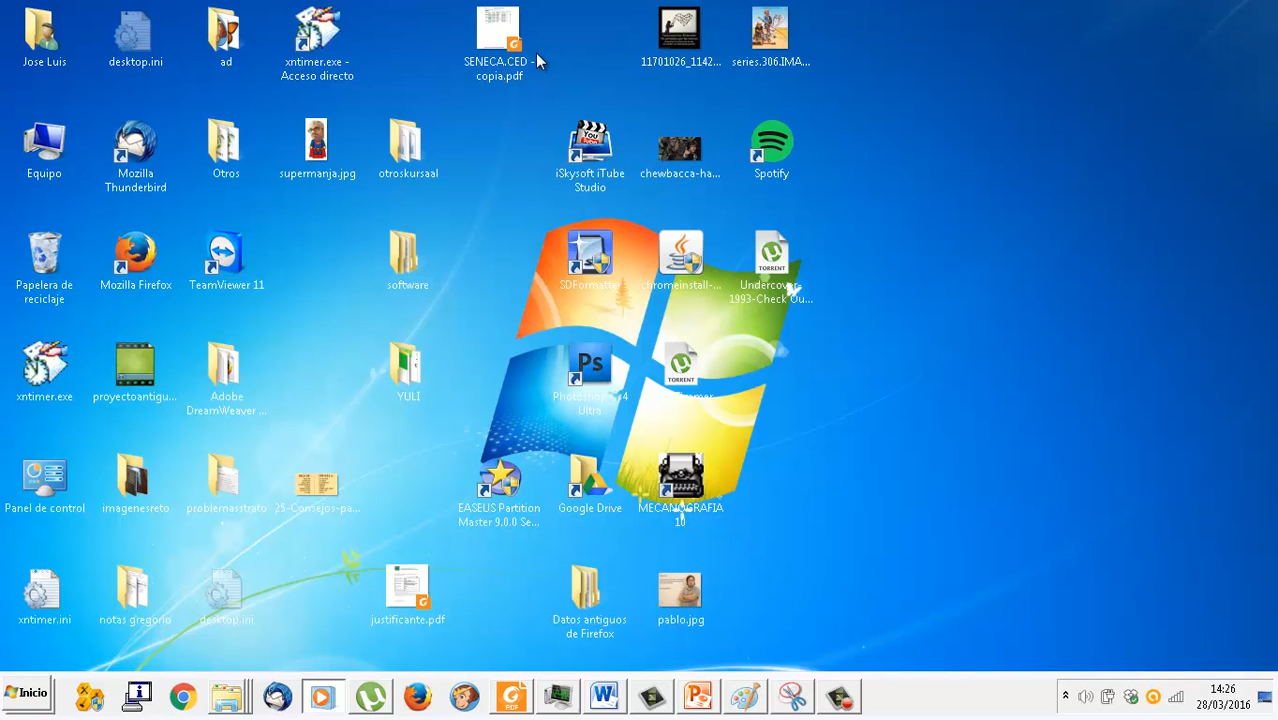 Jose Luis
desktop.ini
ad
xntimer.exe -
Acceso directo
SENECA.CED -
copia.pdf
11701026_1142...
series.306.IMA...
Equipo
Mozilla
Thunderbird
Otros
supermanja.jpg
otroskursaal
You
iSkysoft iTube
Studio
chewbacca-ha...
Spotify
Papelera de
reciclaje
Mozilla Firefox
TeamViewer 11
software
SDFormatter
chromeinstall-...
TORRENT
Undercover-
1993-Check Ou...
xntimer.exe
proyectoantigu...
Adobe
DreamWeaver ...
YULI
Ps
Ultra
TORRENT
Panel de control
imagenesreto
problemasstrato
25-Consejos-pa...
EASEUS Partition
Master 9.0.0 Se...
Google Drive
MECANOGRAFIA
10
xntimer.ini
notas gregorio
desktop.ini
justificante.pdf
Datos antiguos
de Firefox
pablo.jpg
Inicio
PDF
14:26
28/03/2016